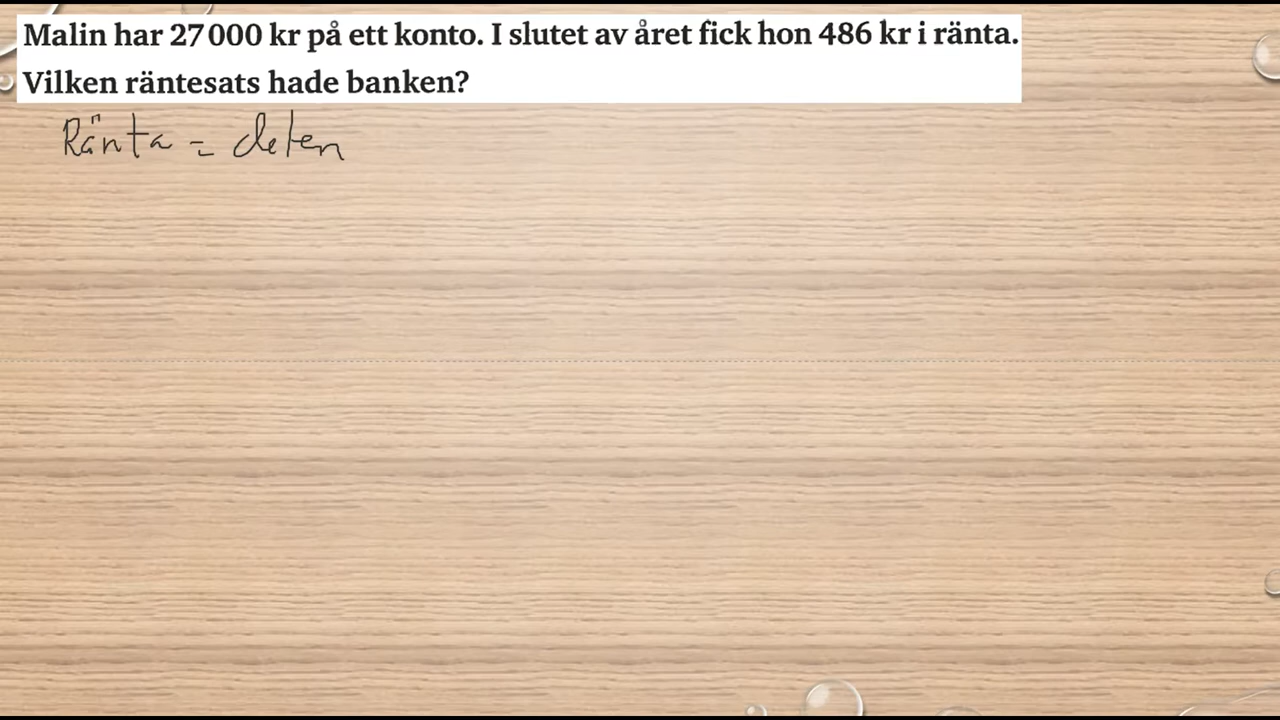 Malin har 27 000 kr på ett konto. I slutet av året fick hon 486 kr i ränta.
Vilken räntesats hade banken?
Ränta = delen